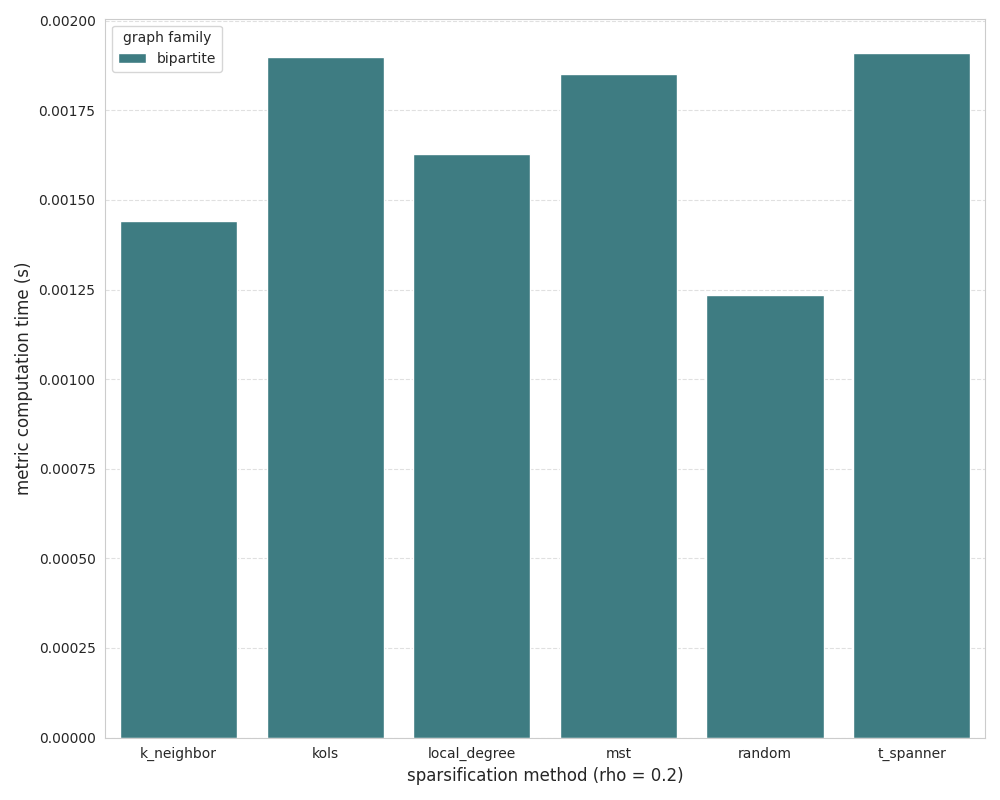 0.00200
0.00175
0.00150
0.00125
0.00100
0.00075
0.00050
0.00025
0.00000
metric computation time (s)
graph family
bipartite
k_neighbor kols local_degree mst random t_spanner
sparsification method (rho = 0.2)